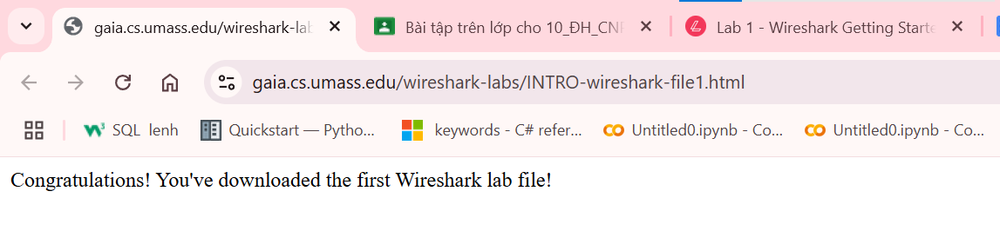 gaia.cs.umass.edu/wireshark-lab
Bài tập trên lớp cho 10_ĐH_CNP
Lab 1 - Wireshark Getting Starte
gaia.cs.umass.edu/wireshark-labs/INTRO-wireshark-file1.html
SQL lenh
Quickstart — Pytho...
keywords - C# refer...
Untitled0.ipynb - Co...
Untitled0.ipynb - Co...
Congratulations! You've downloaded the first Wireshark lab file!